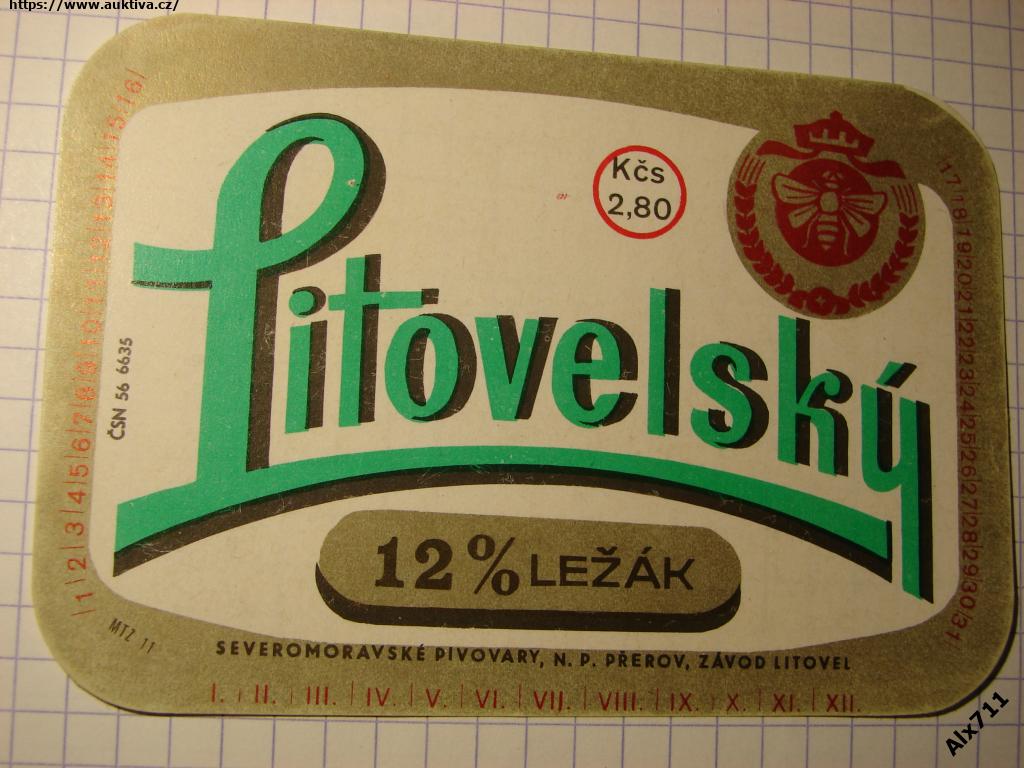 https://www.auktiva.cz/
Kčs
2,80
Litovelský
ČSN 56 6635
1|2|3|4|5|6|7|8|9|10|11|12|13|14|15|16|
17|18|19|20|21|22|23|24|25|26|27|28|29|30|31
12% LEŽÁK
MTZ 11
SEVEROMORAVSKÉ PIVOVARY, N. P. PŘEROV, ZÁVOD LITOVEL
I. | II. | III. | IV. | V. | VI. | VII. | VIII. | IX. | X. | XI. | XII.
Alx711